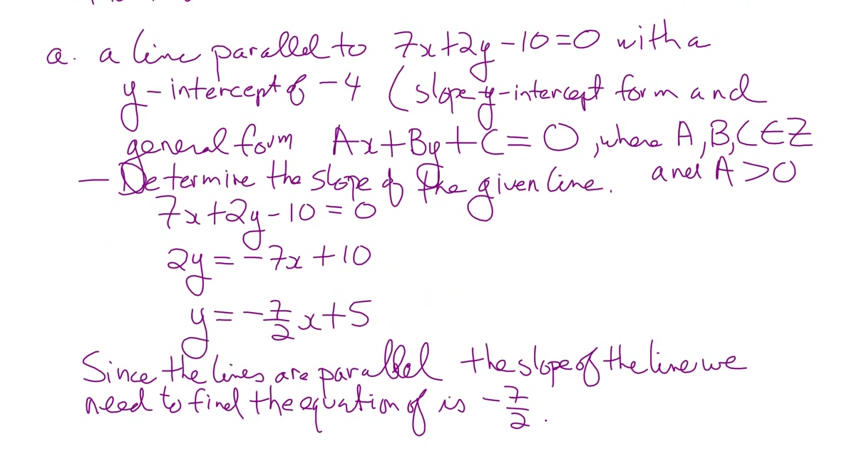 a. a line parallel to 7x+2y-10=0 with a
y-intercept of -4 (slope y-intercept form and
general form Ax+By+C=0, where A,B,C∈Z
and A>0
- Determine the slope of the given line.
7x+2y-10=0
2y=-7x+10
y=-7/2x+5
Since the lines are parallel the slope of the line we
need to find the equation of is -7/2.